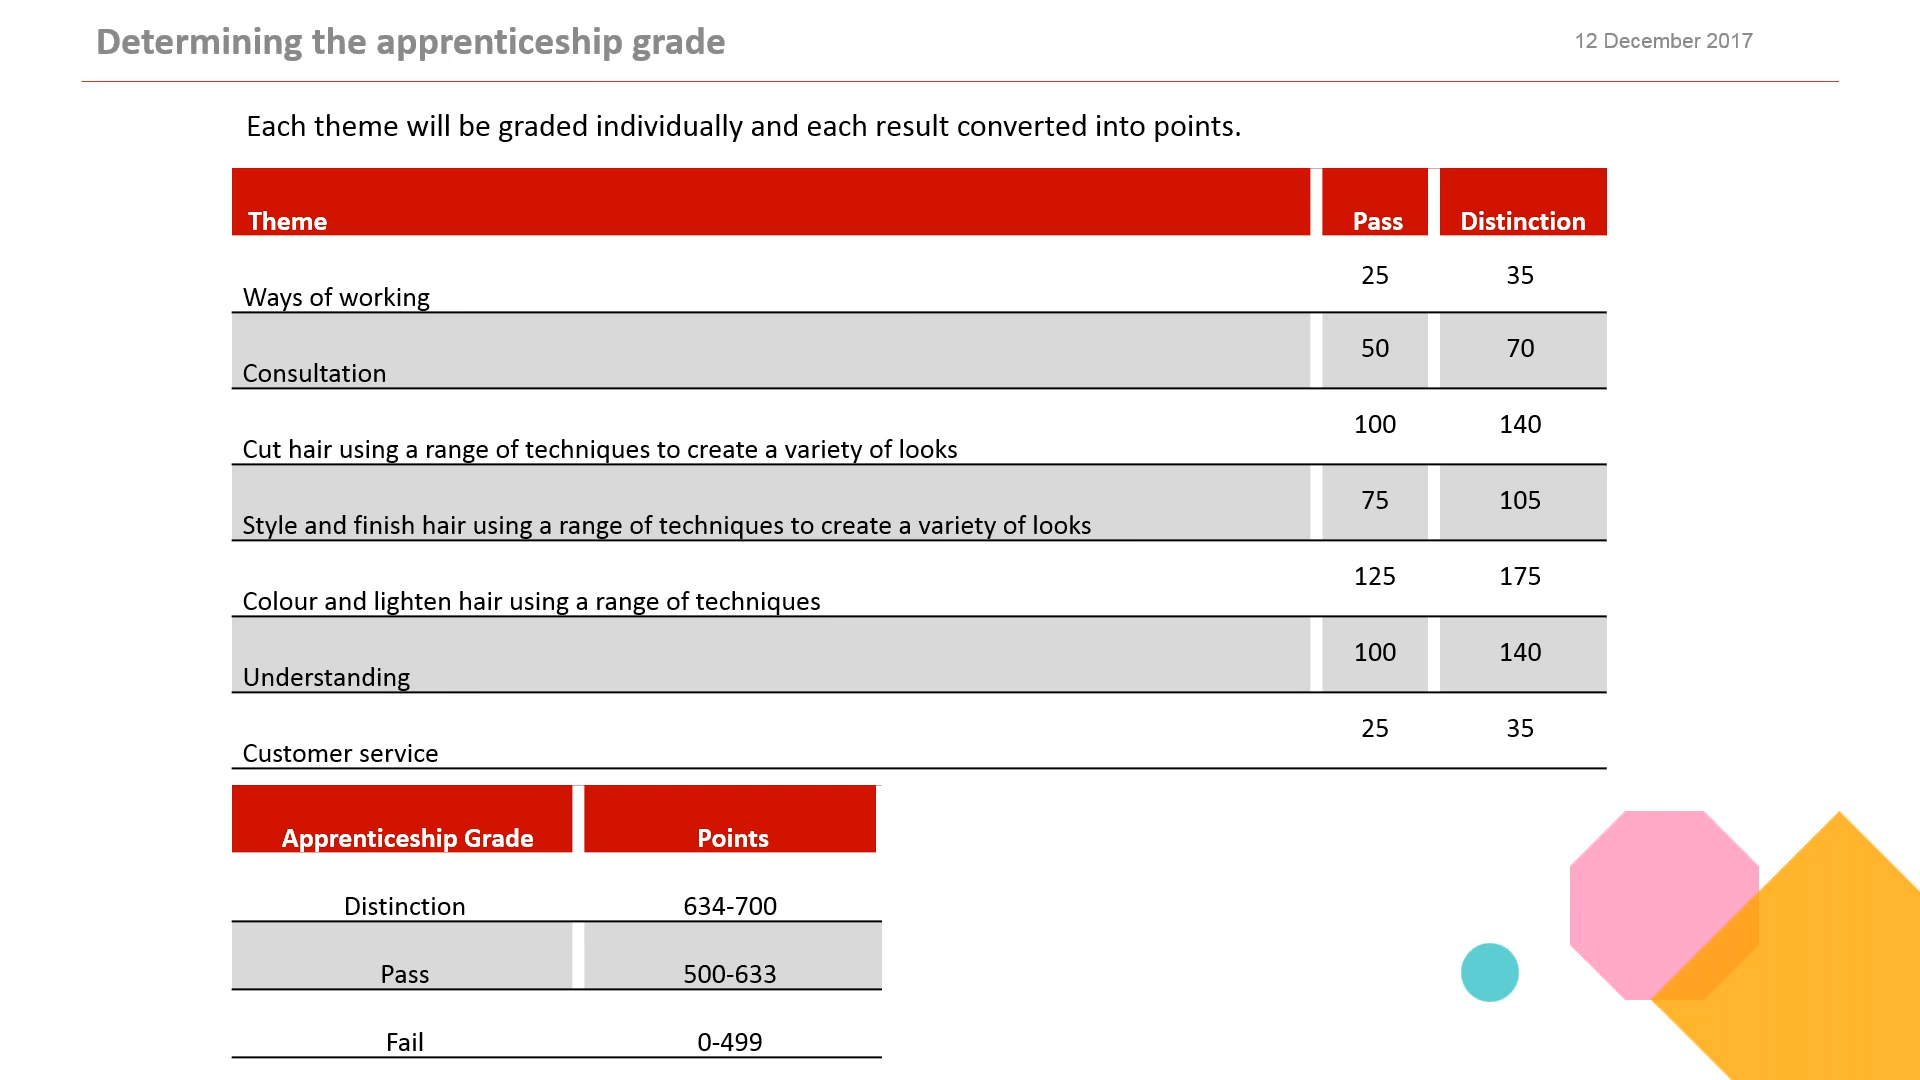 Determining the apprenticeship grade
12 December 2017
Each theme will be graded individually and each result converted into points.
Theme Pass Distinction
Ways of working 25 35
Consultation 50 70
Cut hair using a range of techniques to create a variety of looks 100 140
Style and finish hair using a range of techniques to create a variety of looks 75 105
Colour and lighten hair using a range of techniques 125 175
Understanding 100 140
Customer service 25 35
Apprenticeship Grade Points
Distinction 634-700
Pass 500-633
Fail 0-499